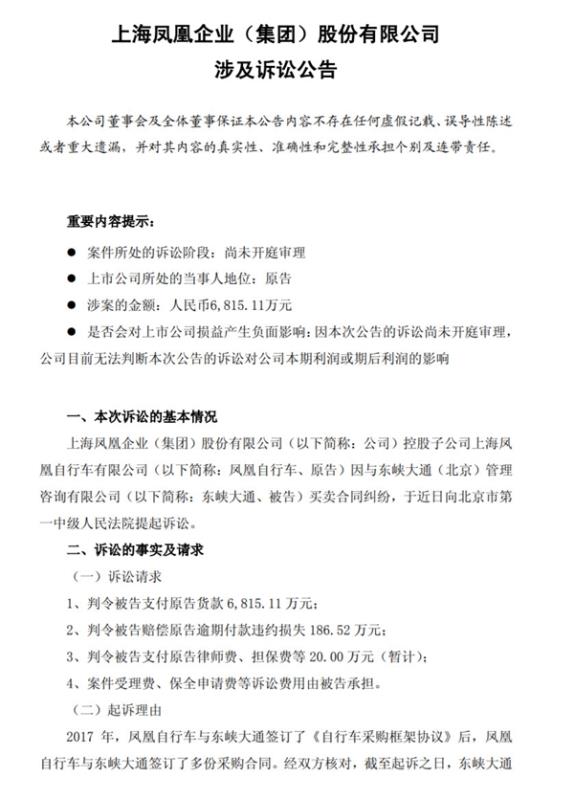 上海凤凰企业（集团）股份有限公司
涉及诉讼公告
本公司董事会及全体董事保证本公告内容不存在任何虚假记载、误导性陈述
或者重大遗漏，并对其内容的真实性、准确性和完整性承担个别及连带责任。
重要内容提示：
● 案件所处的诉讼阶段：尚未开庭审理
● 上市公司所处的当事人地位：原告
● 涉案的金额：人民币6,815.11万元
● 是否会对上市公司损益产生负面影响：因本次公告的诉讼尚未开庭审理，
公司目前无法判断本次公告的诉讼对公司本期利润或期后利润的影响
一、本次诉讼的基本情况
上海凤凰企业（集团）股份有限公司（以下简称：公司）控股子公司上海凤
凰自行车有限公司（以下简称：凤凰自行车、原告）因与东峡大通（北京）管理
咨询有限公司（以下简称：东峡大通、被告）买卖合同纠纷，于近日向北京市第
一中级人民法院提起诉讼。
二、诉讼的事实及请求
（一）诉讼请求
1、判令被告支付原告货款 6,815.11 万元；
2、判令被告赔偿原告逾期付款违约损失 186.52 万元；
3、判令被告支付原告律师费、担保费等 20.00 万元（暂计）；
4、案件受理费、保全申请费等诉讼费用由被告承担。
（二）起诉理由
2017 年，凤凰自行车与东峡大通签订了《自行车采购框架协议》后，凤凰
自行车与东峡大通签订了多份采购合同。经双方核对，截至起诉之日，东峡大通